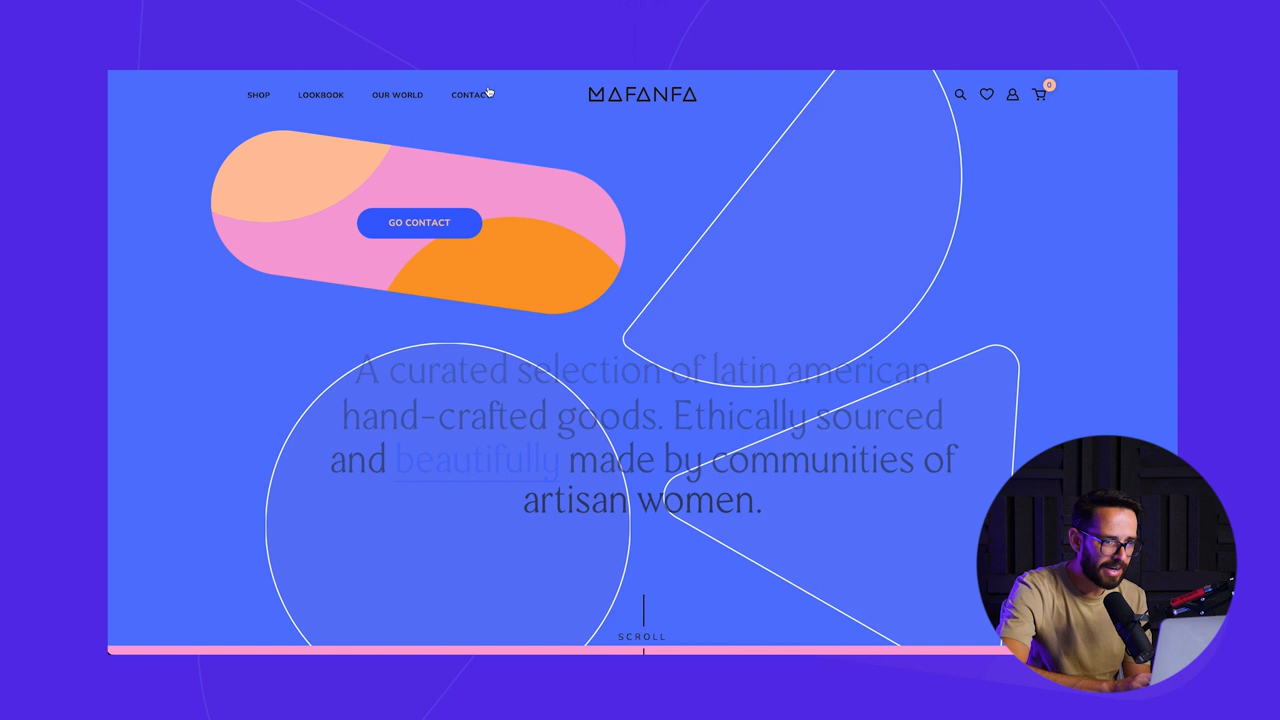 SHOP LOOKBOOK OUR WORLD CONTACT MAFANFA 0
GO CONTACT
A curated selection of latin american
hand-crafted goods. Ethically sourced
and beautifully made by communities of
artisan women.
SCROLL